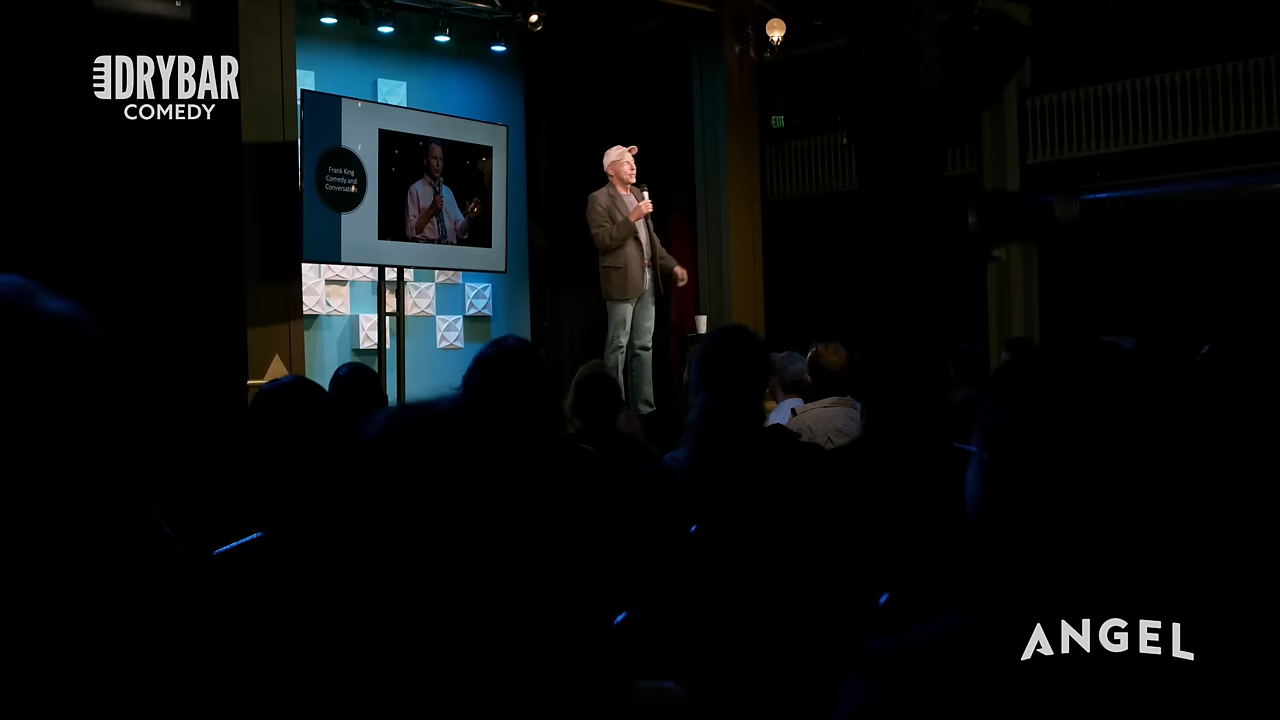 DRYBAR
COMEDY
EXIT
Frank King
Comedy and
Conversation
ANGEL